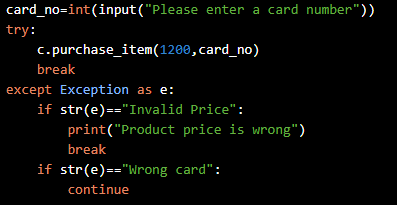 card_no=int(input("Please enter a card number"))
try:
    c.purchase_item(1200,card_no)
    break
except Exception as e:
    if str(e)=="Invalid Price":
        print("Product price is wrong")
        break
    if str(e)=="Wrong card":
        continue